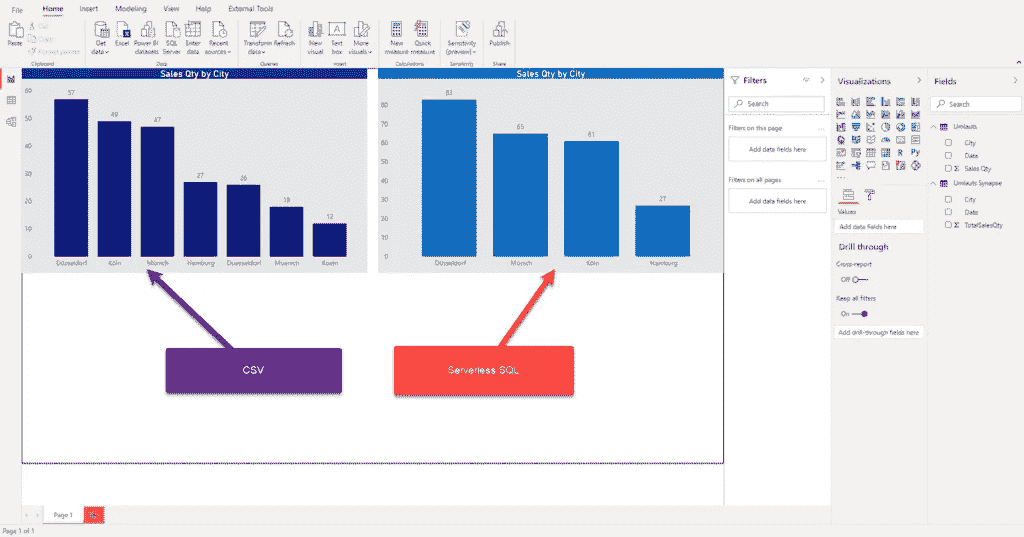 File
Home
Insert
Modeling
View
Help
External Tools
Paste
Cut
Copy
Format painter
Get
data
Excel
Power BI
datasets
SQL
Server
Enter
data
Recent
sources
Transform
data
Refresh
New
visual
Text
box
More
visuals
New
measure
Quick
measure
Sensitivity
(preview)
Publish
Clipboard
Data
Queries
Insert
Calculations
Sensitivity
Share
Sales Qty by City
60
50
40
30
20
10
0
57
49
47
27
26
18
12
Düsseldorf
Köln
Hamburg
Duesseldorf
Muensch
Koeln
Sales Qty by City
80
70
60
50
40
30
20
10
0
83
65
61
27
Düsseldorf
Münsch
Köln
Hamburg
CSV
Serverless SQL
Filters
Search
Filters on this page
Add data fields here
Filters on all pages
Add data fields here
Visualizations
R
Py
Values
Add data fields here
Drill through
Cross-report
Off
Keep all filters
On
Add drill-through fields here
Fields
Search
Umlauts
City
Date
Σ Sales Qty
Umlauts Synapse
City
Date
Σ TotalSalesQty
Page 1
Page 1 of 1